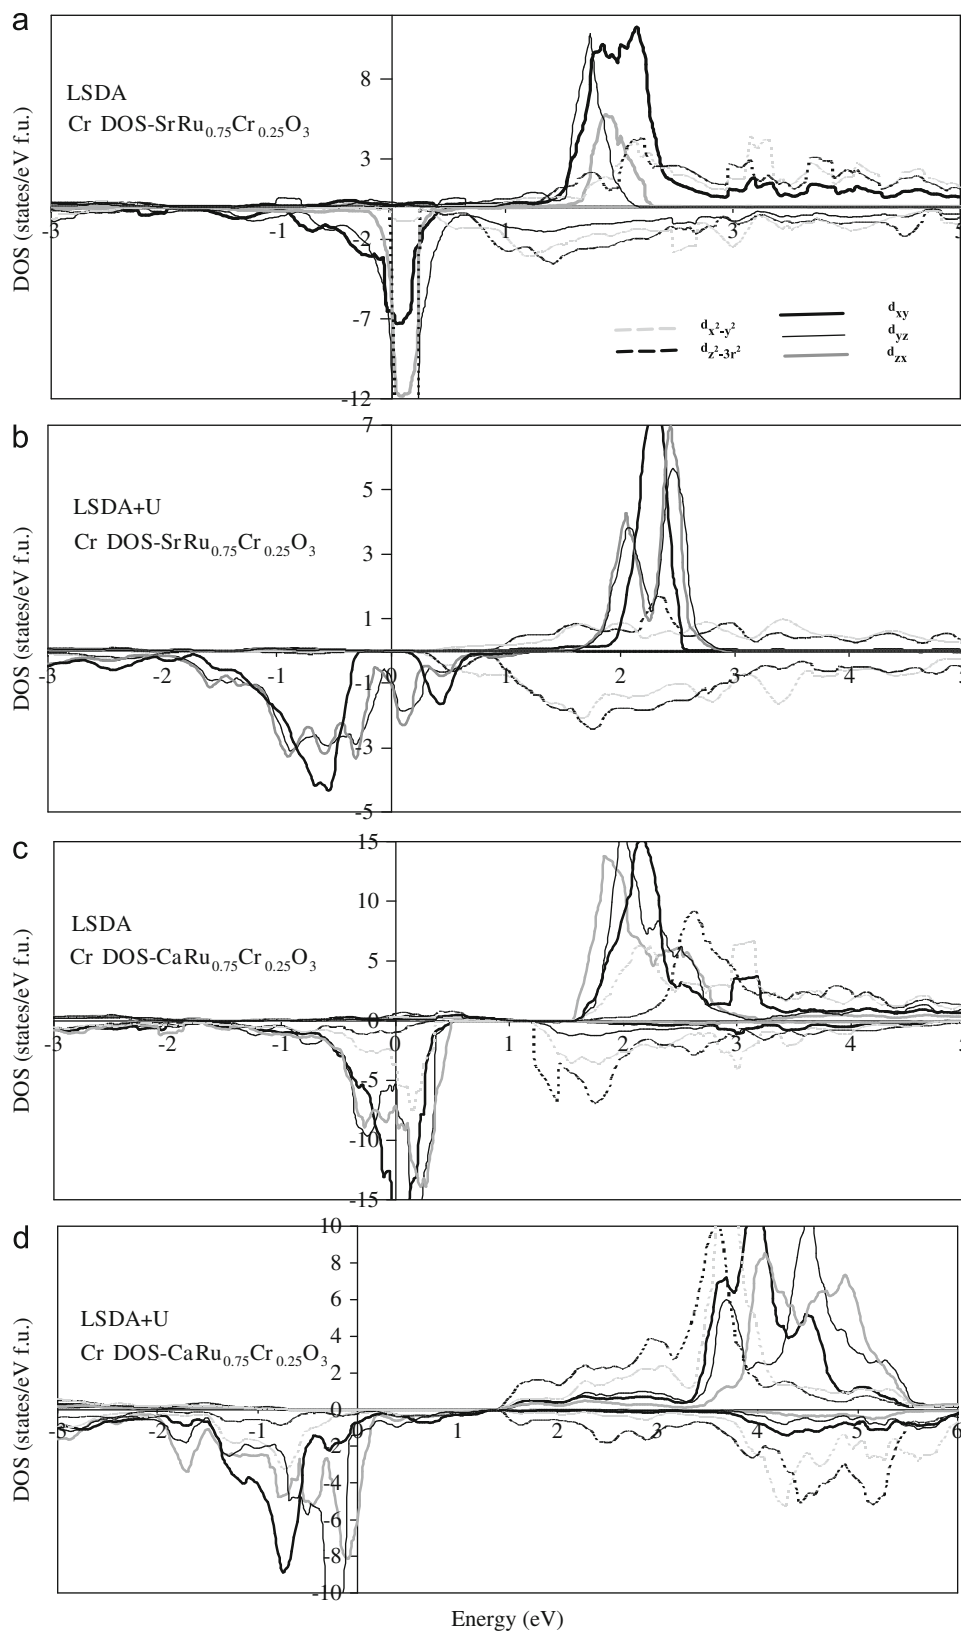 a
LSDA
Cr DOS-SrRu0.75Cr0.25O3
DOS (states/eV f.u.)
8
3
-2
-7
-12
-3
-1
1
3
5
dx²-y²
dz²-3r²
dxy
dyz
dzx
b
LSDA+U
Cr DOS-SrRu0.75Cr0.25O3
DOS (states/eV f.u.)
7
5
3
1
-1
-3
-5
-3
-2
-1
0
1
2
3
4
5
c
LSDA
Cr DOS-CaRu0.75Cr0.25O3
DOS (states/eV f.u.)
15
10
5
0
-5
-10
-15
-3
-2
-1
0
1
2
3
4
5
d
LSDA+U
Cr DOS-CaRu0.75Cr0.25O3
DOS (states/eV f.u.)
10
8
6
4
2
0
-2
-4
-6
-8
-10
-3
-2
-1
0
1
2
3
4
5
6
Energy (eV)